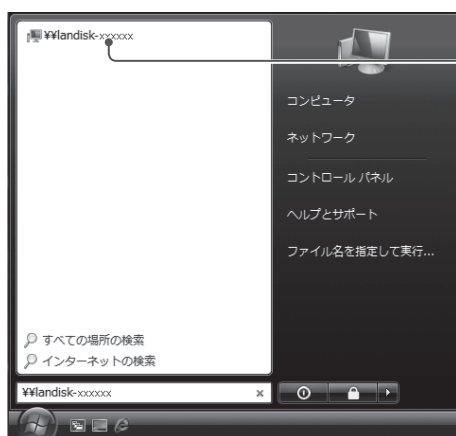 ¥¥landisk-xxxxxx
コンピュータ
ネットワーク
コントロール パネル
ヘルプとサポート
ファイル名を指定して実行...
すべての場所の検索
インターネットの検索
¥¥landisk-xxxxxx